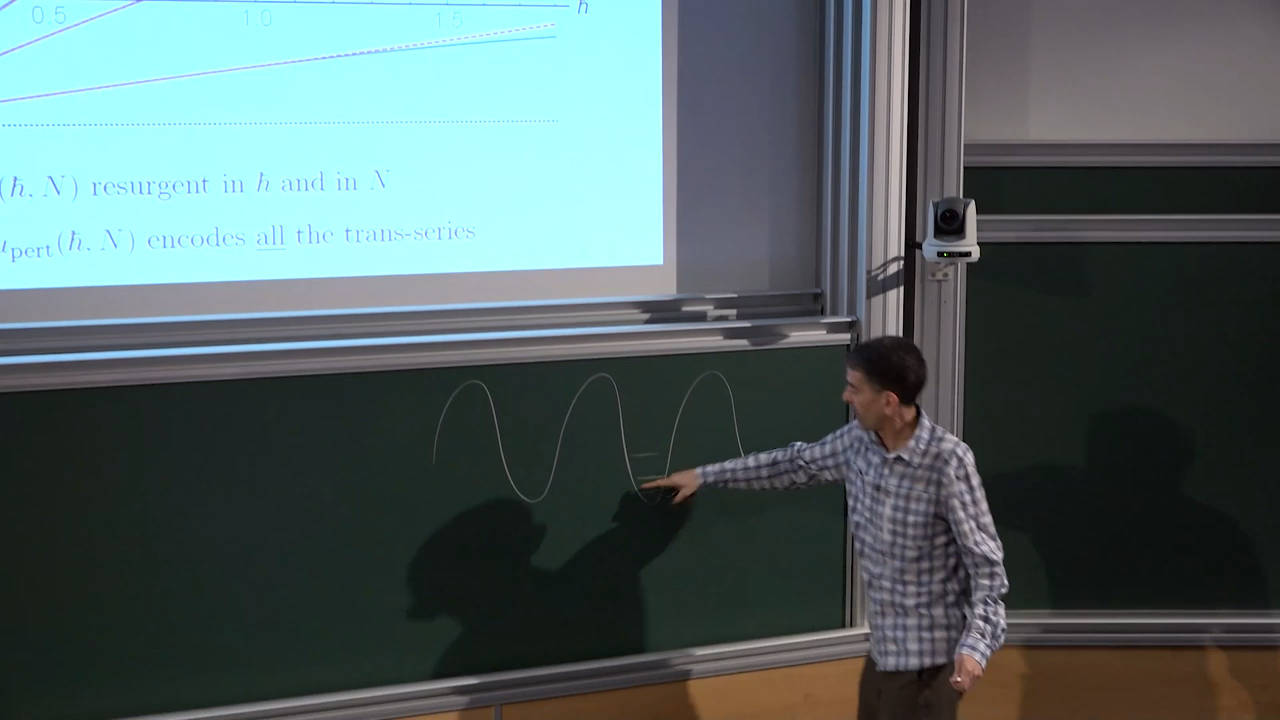 0.5 1.0 1.5 ℏ
(ℏ, N) resurgent in ℏ and in N
pert(ℏ, N) encodes all the trans-series